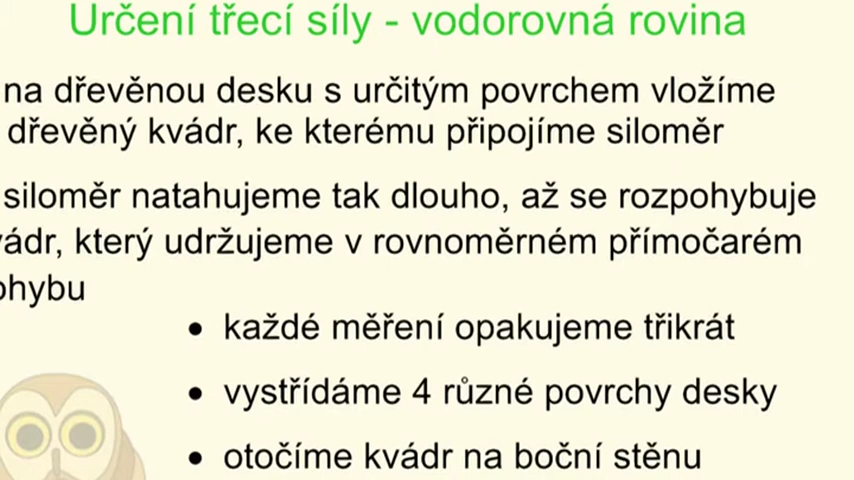 Určení třecí síly - vodorovná rovina
na dřevěnou desku s určitým povrchem vložíme
dřevěný kvádr, ke kterému připojíme siloměr
siloměr natahujeme tak dlouho, až se rozpohybuje
vádr, který udržujeme v rovnoměrném přímočarém
ohybu
• každé měření opakujeme třikrát
• vystřídáme 4 různé povrchy desky
• otočíme kvádr na boční stěnu